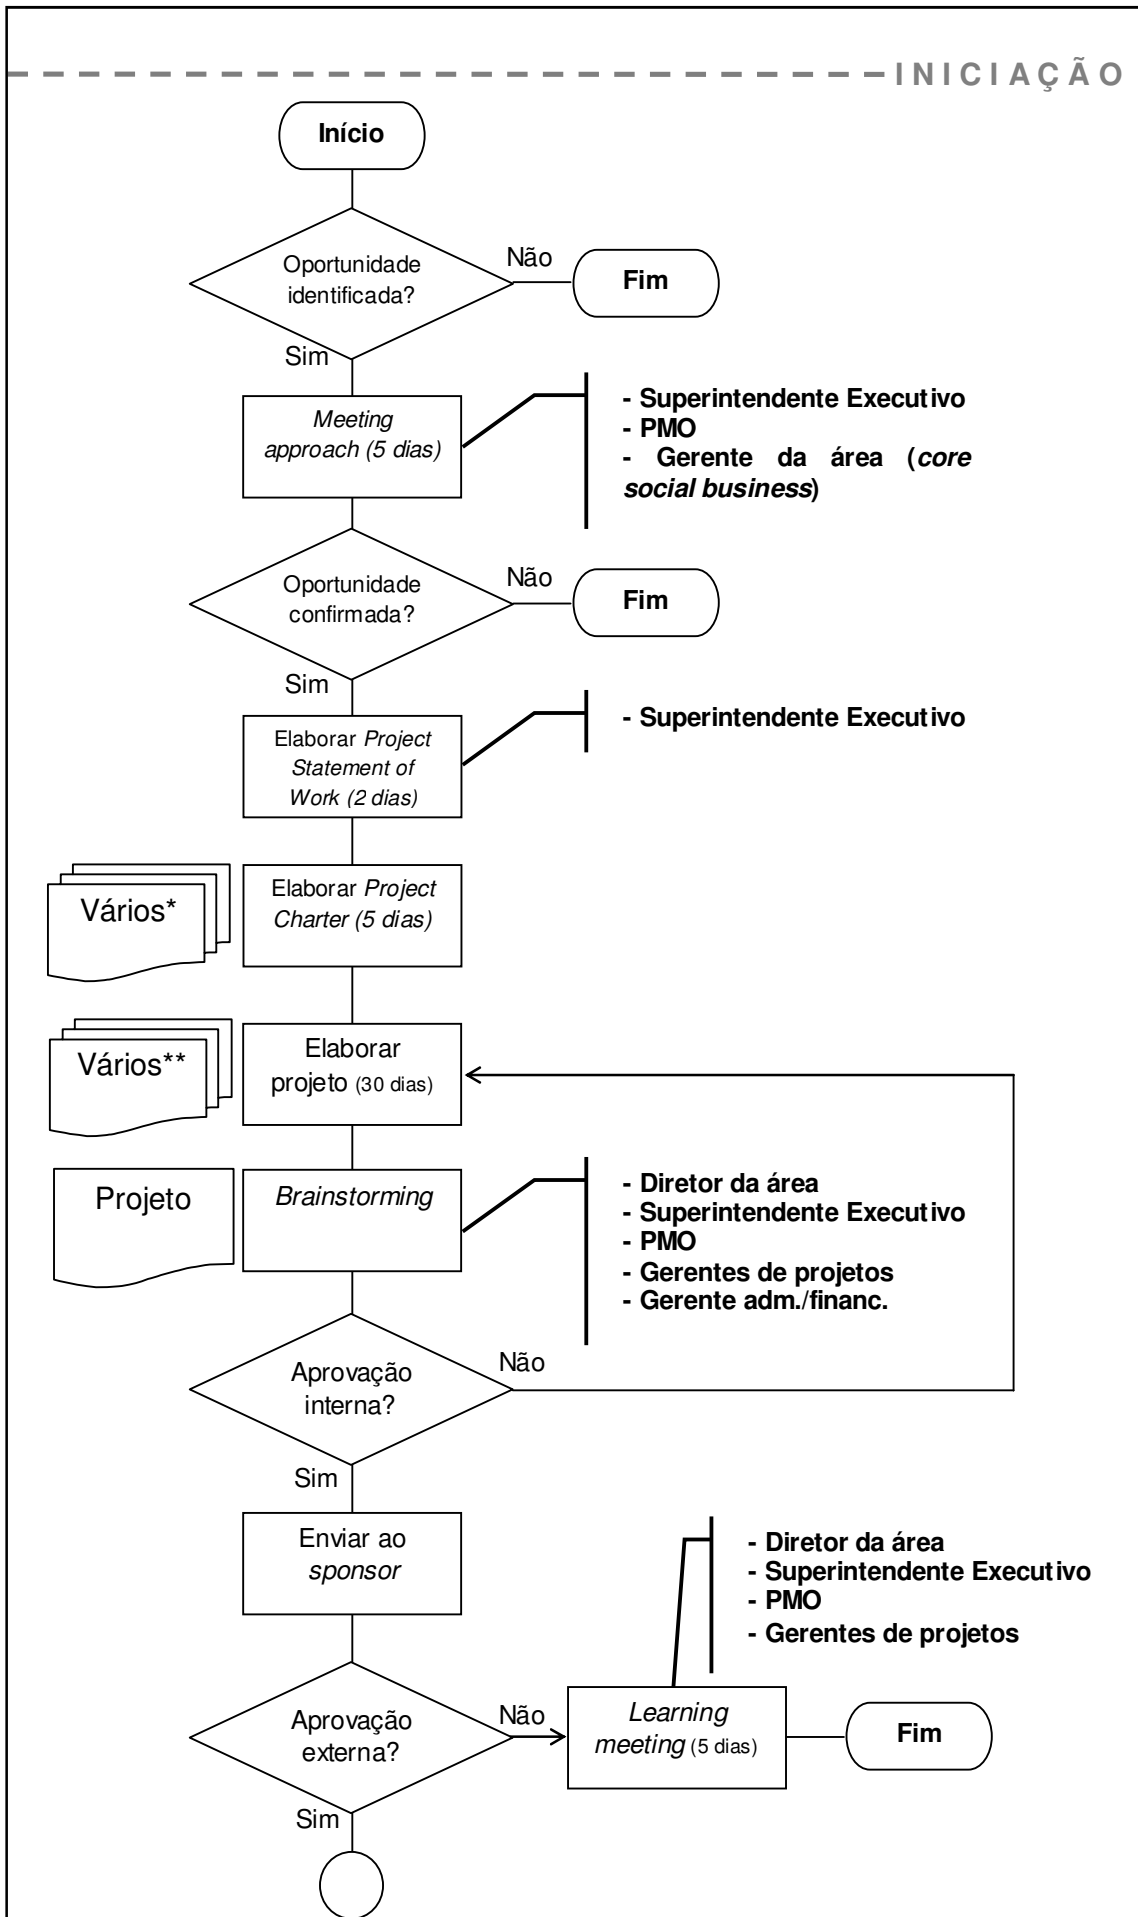 INICIAÇÃO
Início
Oportunidade
identificada?
Não
Fim
Sim
Meeting
approach (5 dias)
- Superintendente Executivo
- PMO
- Gerente da área (core
social business)
Oportunidade
confirmada?
Não
Fim
Sim
Elaborar Project
Statement of
Work (2 dias)
- Superintendente Executivo
Vários*
Elaborar Project
Charter (5 dias)
Vários**
Elaborar
projeto (30 dias)
Projeto
Brainstorming
- Diretor da área
- Superintendente Executivo
- PMO
- Gerentes de projetos
- Gerente adm./financ.
Aprovação
interna?
Não
Sim
Enviar ao
sponsor
- Diretor da área
- Superintendente Executivo
- PMO
- Gerentes de projetos
Aprovação
externa?
Não
Learning
meeting (5 dias)
Fim
Sim